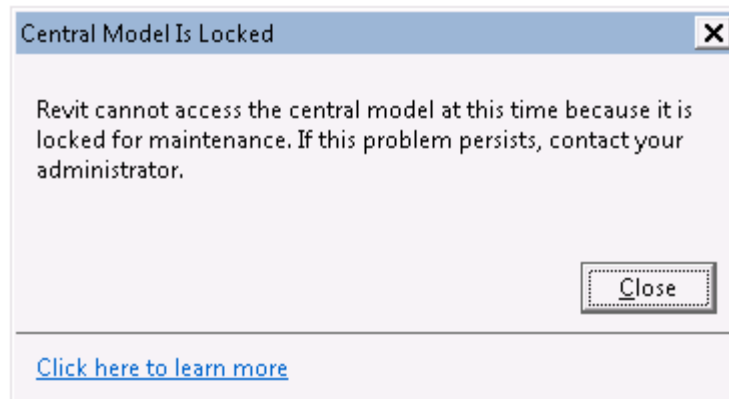 Central Model Is Locked
Revit cannot access the central model at this time because it is
locked for maintenance. If this problem persists, contact your
administrator.
Close
Click here to learn more